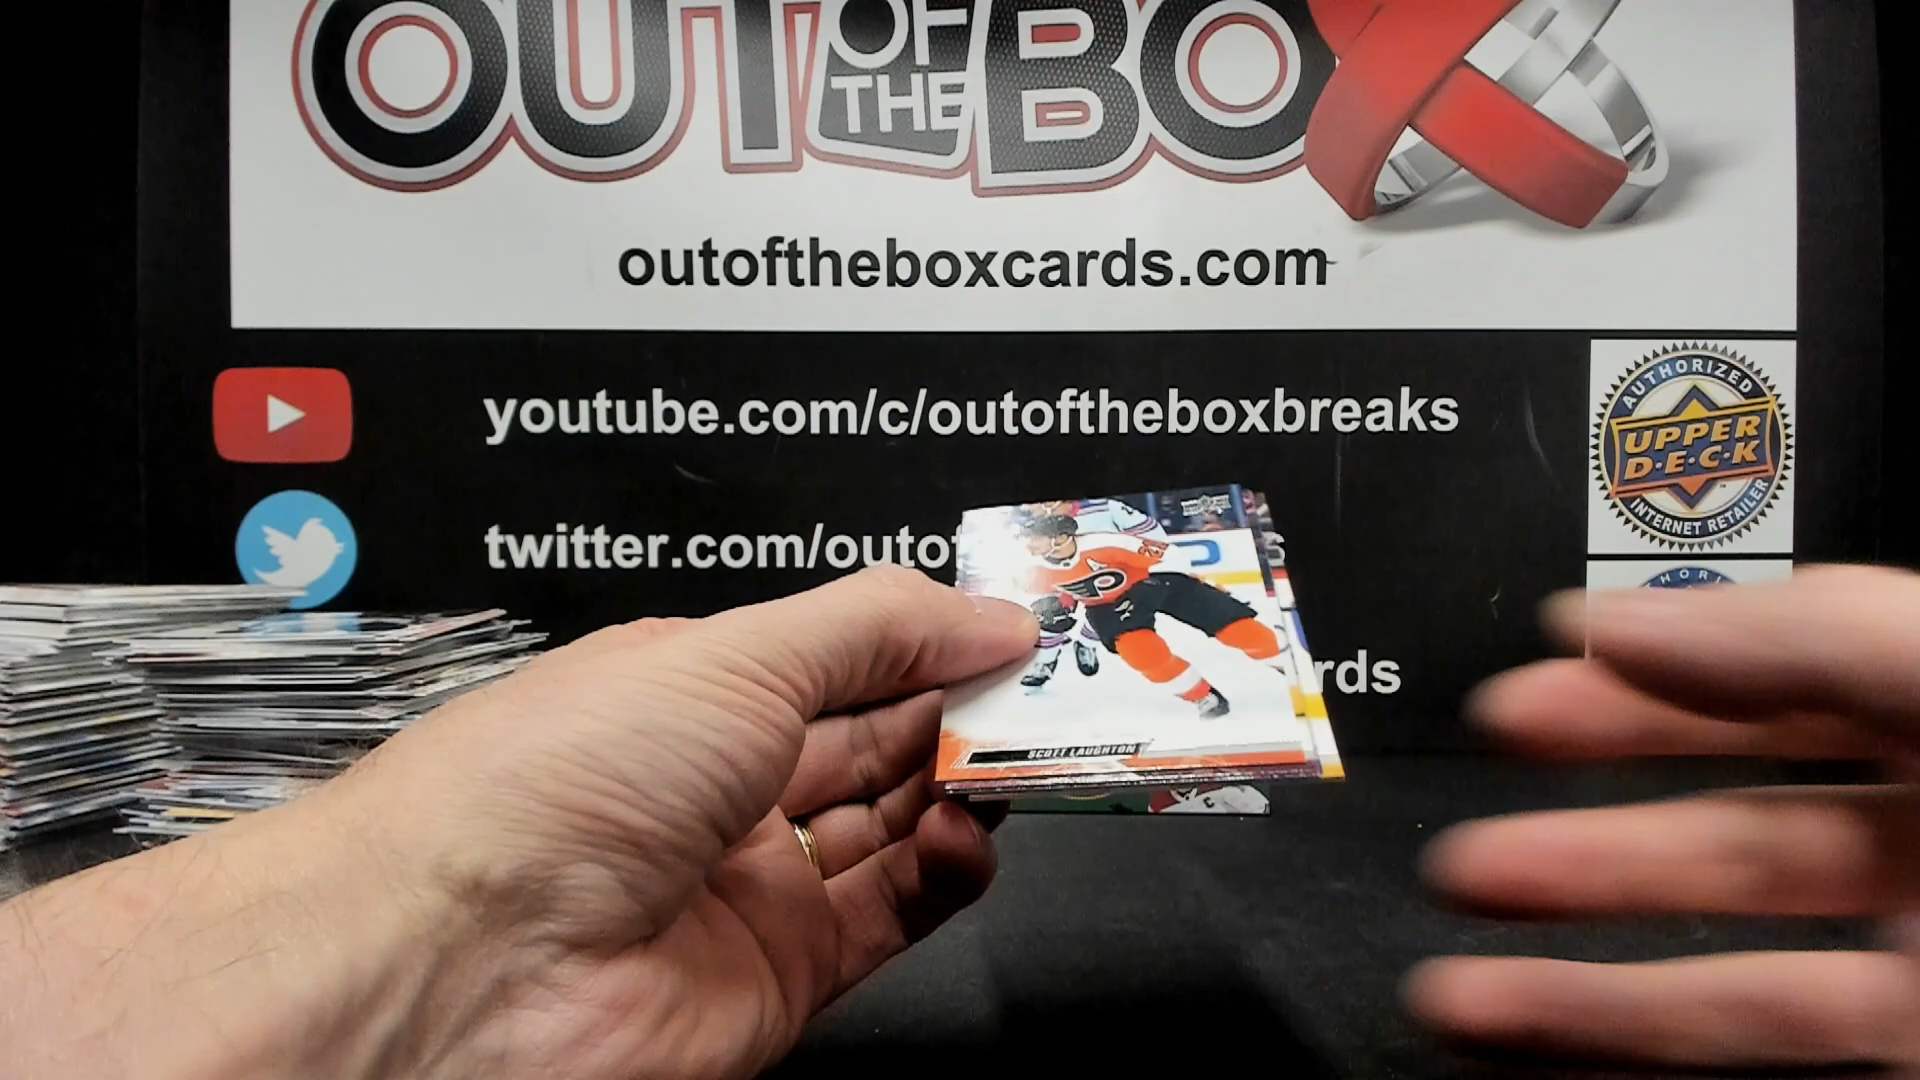 OUT OF THE BOX
outoftheboxcards.com
youtube.com/c/outoftheboxbreaks
AUTHORIZED
UPPER
D·E·C·K
INTERNET RETAILER
twitter.com/outof
s
HORI
rds
SCOTT LAUGHTON